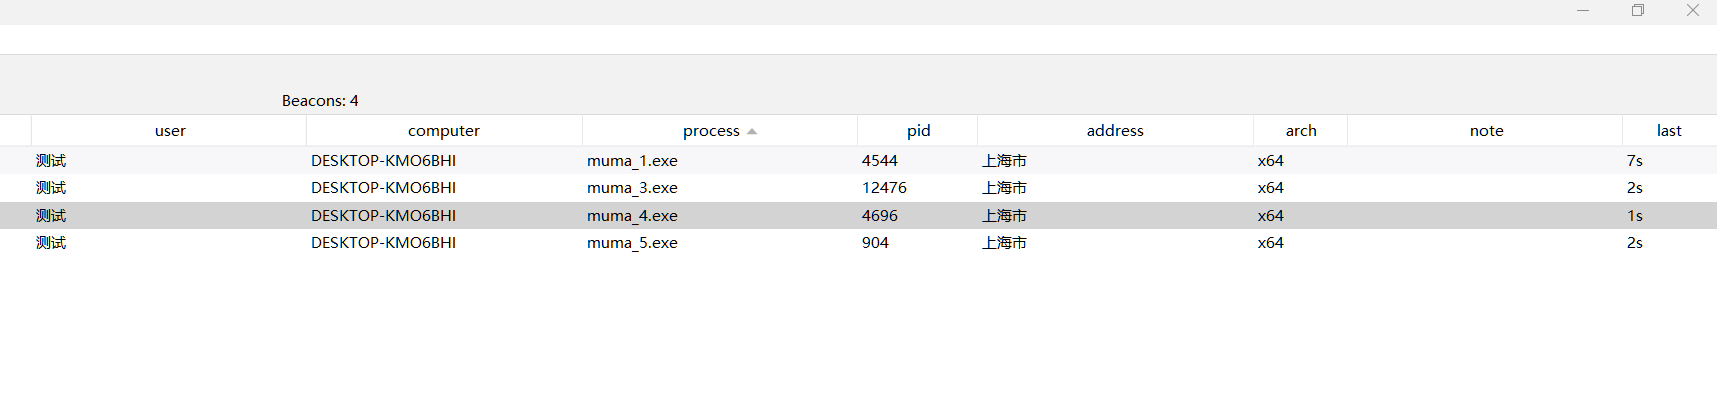 Beacons: 4
user computer process pid address arch note last
测试 DESKTOP-KMO6BHI muma_1.exe 4544 上海市 x64 7s
测试 DESKTOP-KMO6BHI muma_3.exe 12476 上海市 x64 2s
测试 DESKTOP-KMO6BHI muma_4.exe 4696 上海市 x64 1s
测试 DESKTOP-KMO6BHI muma_5.exe 904 上海市 x64 2s